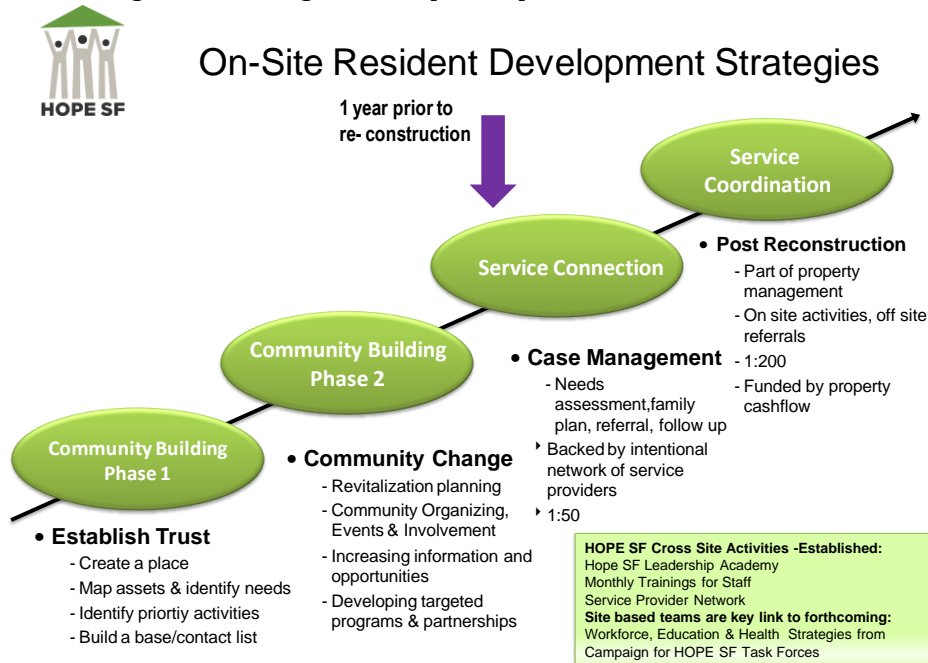 HOPE SF
On-Site Resident Development Strategies
1 year prior to
re- construction
Service
Coordination
Service Connection
Community Building
Phase 2
Community Building
Phase 1
• Post Reconstruction
- Part of property
management
- On site activities, off site
referrals
- 1:200
- Funded by property
cashflow
• Case Management
- Needs
assessment,family
plan, referral, follow up
‣ Backed by intentional
network of service
providers
‣ 1:50
• Community Change
- Revitalization planning
- Community Organizing,
Events & Involvement
- Increasing information and
opportunities
- Developing targeted
programs & partnerships
• Establish Trust
- Create a place
- Map assets & identify needs
- Identify priortiy activities
- Build a base/contact list
HOPE SF Cross Site Activities -Established:
Hope SF Leadership Academy
Monthly Trainings for Staff
Service Provider Network
Site based teams are key link to forthcoming:
Workforce, Education & Health Strategies from
Campaign for HOPE SF Task Forces